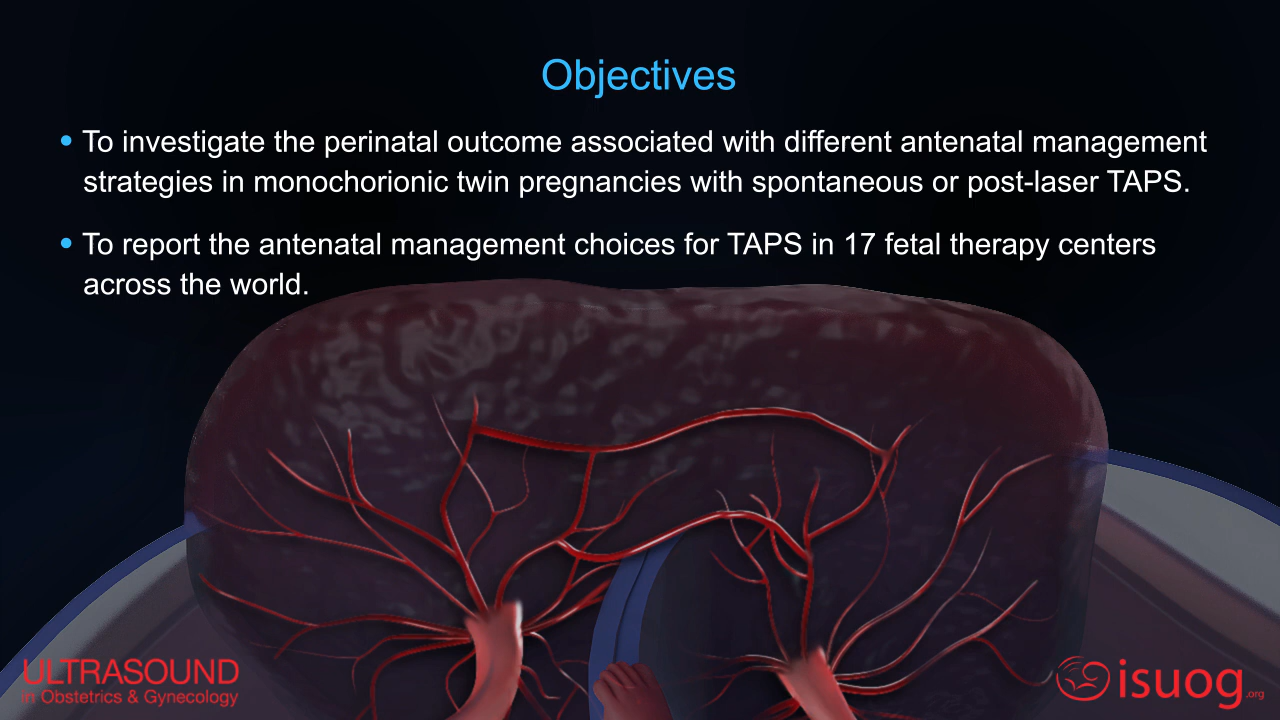 Objectives
• To investigate the perinatal outcome associated with different antenatal management
strategies in monochorionic twin pregnancies with spontaneous or post-laser TAPS.
• To report the antenatal management choices for TAPS in 17 fetal therapy centers
across the world.
ULTRASOUND
in Obstetrics & Gynecology
isuog.org